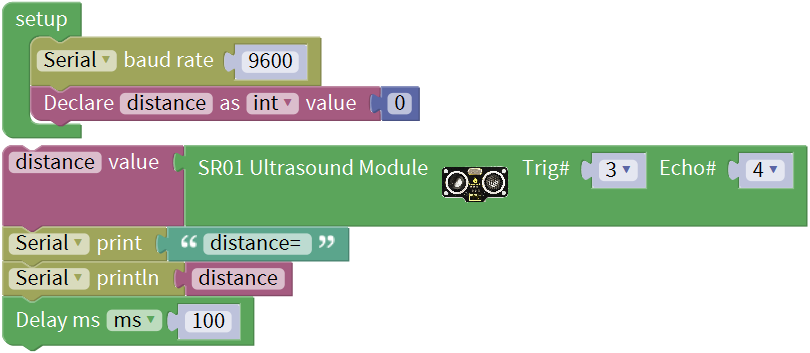 setup
Serial baud rate 9600
Declare distance as int value 0
distance value SR01 Ultrasound Module Trig# 3 Echo# 4
Serial print “ distance= ”
Serial println distance
Delay ms ms 100